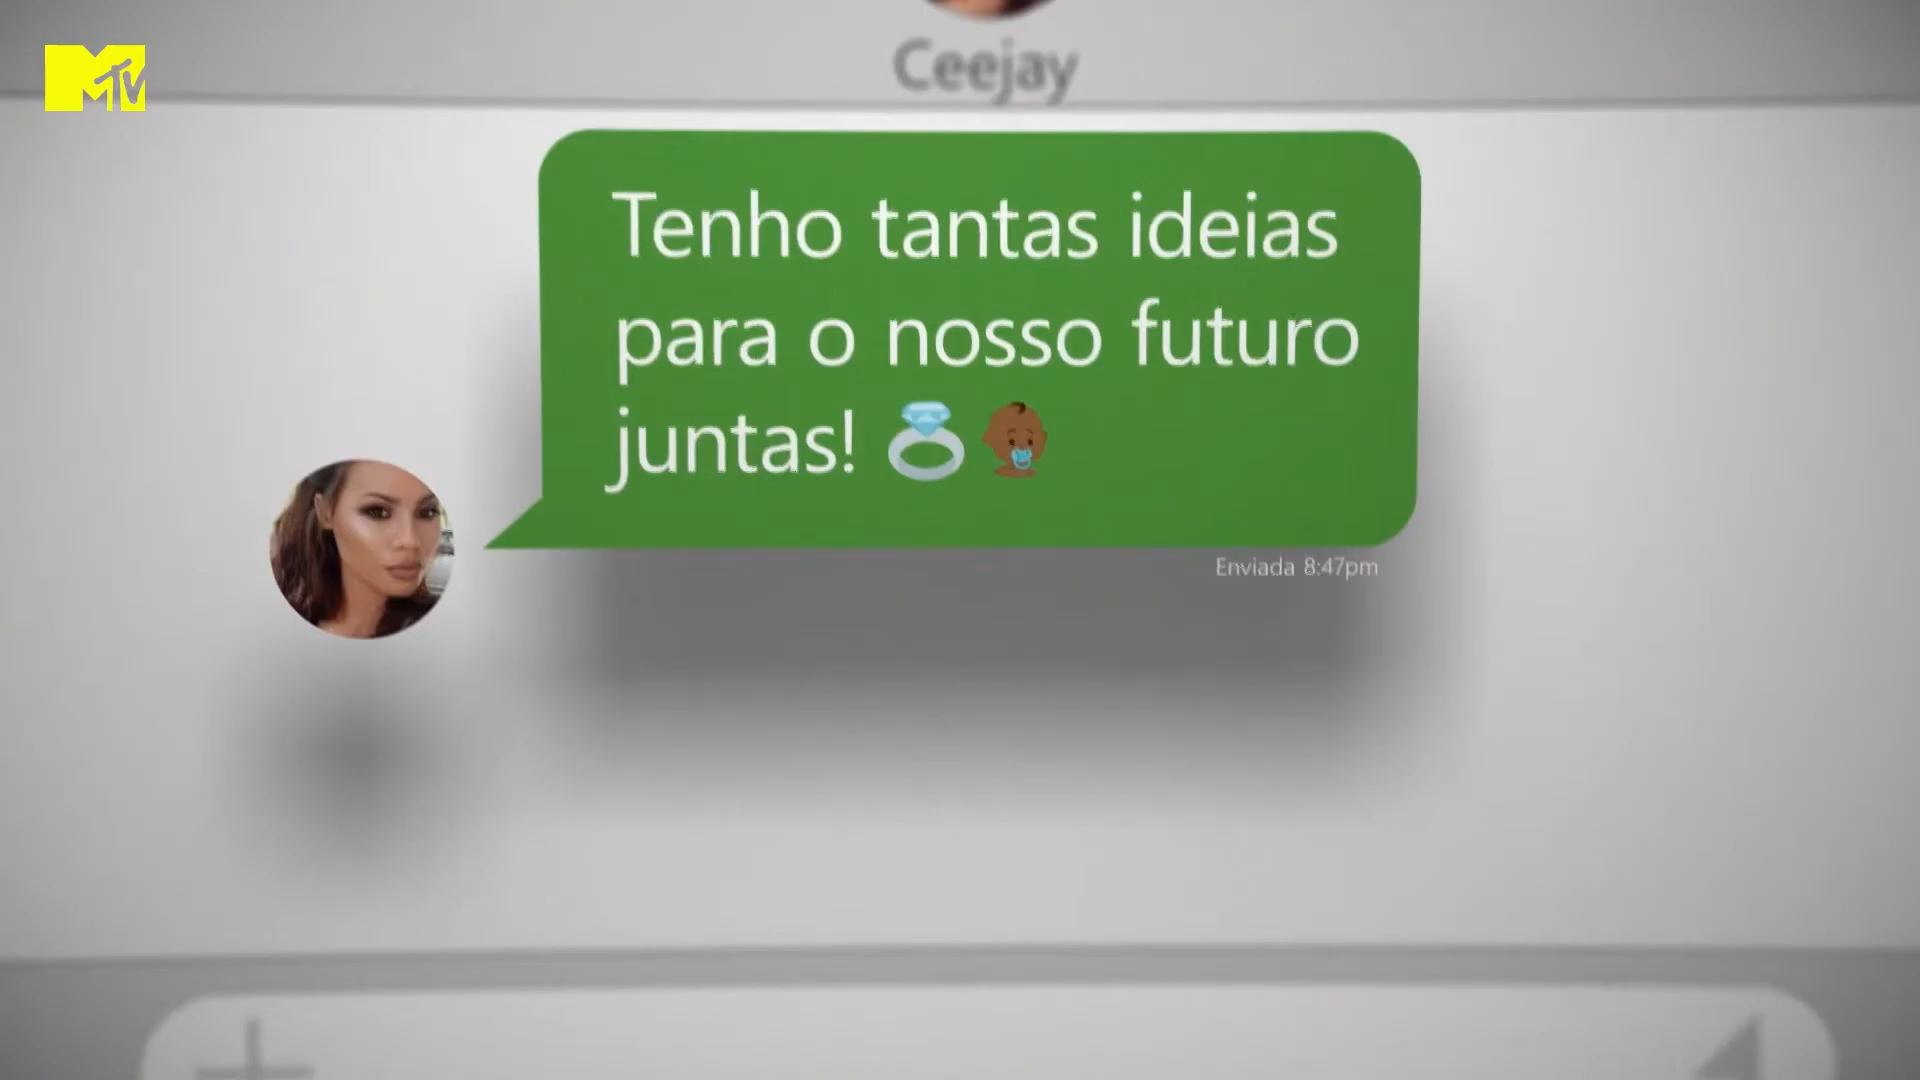 MTV
Ceejay
Tenho tantas ideias
para o nosso futuro
juntas! 💍👶🏾
Enviada 8:47pm